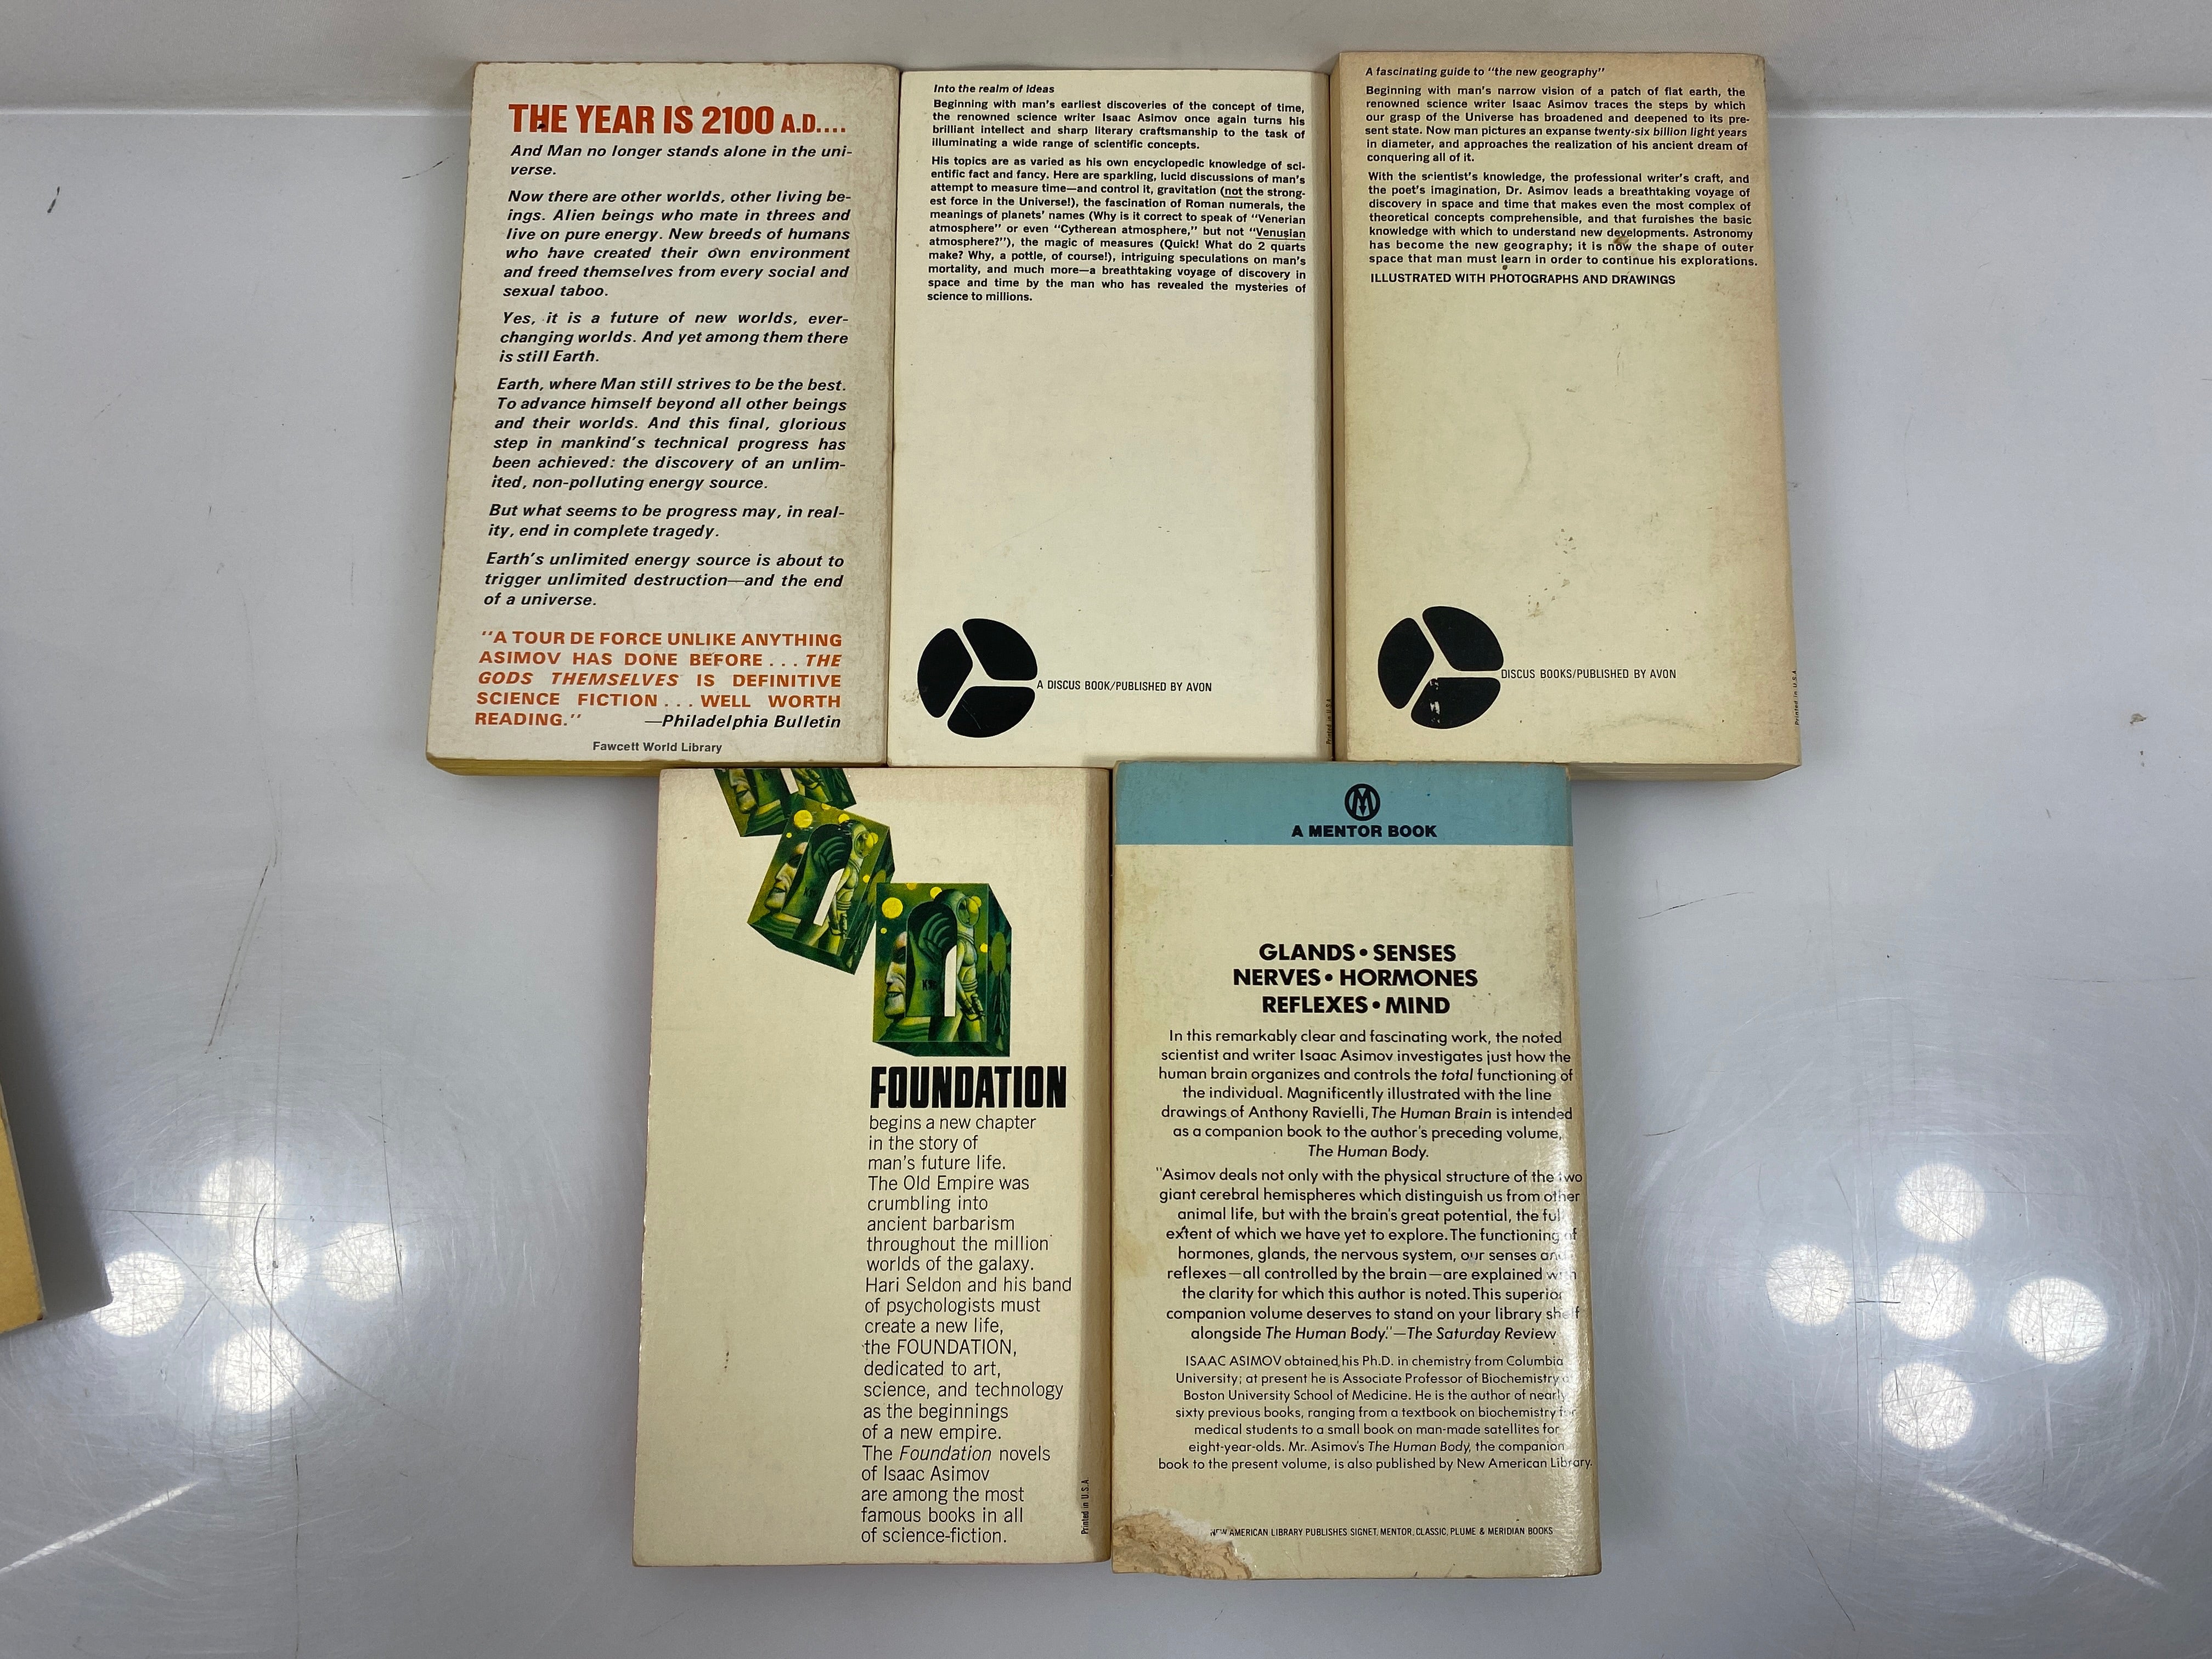 THE YEAR IS 2100 A.D....
And Man no longer stands alone in the uni-
verse.
Now there are other worlds, other living be-
ings. Alien beings who mate in threes and
live on pure energy. New breeds of humans
who have created their own environment
and freed themselves from every social and
sexual taboo.
Yes, it is a future of new worlds, ever-
changing worlds. And yet among them there
is still Earth.
Earth, where Man still strives to be the best.
To advance himself beyond all other beings
and their worlds. And this final, glorious
step in mankind's technical progress has
been achieved: the discovery of an unlim-
ited, non-polluting energy source.
But what seems to be progress may, in real-
ity, end in complete tragedy.
Earth's unlimited energy source is about to
trigger unlimited destruction—and the end
of a universe.
"A TOUR DE FORCE UNLIKE ANYTHING
ASIMOV HAS DONE BEFORE . . . THE
GODS THEMSELVES IS DEFINITIVE
SCIENCE FICTION . . . WELL WORTH
READING." —Philadelphia Bulletin
Fawcett World Library
Into the realm of ideas
Beginning with man's earliest discoveries of the concept of time,
the renowned science writer Isaac Asimov once again turns his
brilliant intellect and sharp literary craftsmanship to the task of
illuminating a wide range of scientific concepts.
His topics are as varied as his own encyclopedic knowledge of sci-
entific fact and fancy. Here are sparkling, lucid discussions of man's
attempt to measure time—and control it, gravitation (not the strong-
est force in the Universe!), the fascination of Roman numerals, the
meanings of planets' names (Why is it correct to speak of "Venerian
atmosphere" or even "Cytherean atmosphere," but not "Venusian
atmosphere?"), the magic of measures (Quick! What do 2 quarts
make? Why, a pottle, of course!), intriguing speculations on man's
mortality, and much more—a breathtaking voyage of discovery in
space and time by the man who has revealed the mysteries of
science to millions.
A DISCUS BOOK/PUBLISHED BY AVON
Printed in U.S.A.
A fascinating guide to "the new geography"
Beginning with man's narrow vision of a patch of flat earth, the
renowned science writer Isaac Asimov traces the steps by which
our grasp of the Universe has broadened and deepened to its pre-
sent state. Now man pictures an expanse twenty-six billion light years
in diameter, and approaches the realization of his ancient dream of
conquering all of it.
With the scientist's knowledge, the professional writer's craft, and
the poet's imagination, Dr. Asimov leads a breathtaking voyage of
discovery in space and time that makes even the most complex of
theoretical concepts comprehensible, and that furnishes the basic
knowledge with which to understand new developments. Astronomy
has become the new geography; it is now the shape of outer
space that man must learn in order to continue his explorations.
ILLUSTRATED WITH PHOTOGRAPHS AND DRAWINGS
DISCUS BOOKS/PUBLISHED BY AVON
Printed in U.S.A.
FOUNDATION
begins a new chapter
in the story of
man's future life.
The Old Empire was
crumbling into
ancient barbarism
throughout the million
worlds of the galaxy.
Hari Seldon and his band
of psychologists must
create a new life,
the FOUNDATION,
dedicated to art,
science, and technology
as the beginnings
of a new empire.
The Foundation novels
of Isaac Asimov
are among the most
famous books in all
of science-fiction.
Printed in U.S.A.
M
A MENTOR BOOK
GLANDS • SENSES
NERVES • HORMONES
REFLEXES • MIND
In this remarkably clear and fascinating work, the noted
scientist and writer Isaac Asimov investigates just how the
human brain organizes and controls the total functioning of
the individual. Magnificently illustrated with the line
drawings of Anthony Ravielli, The Human Brain is intended
as a companion book to the author's preceding volume,
The Human Body.
"Asimov deals not only with the physical structure of the two
giant cerebral hemispheres which distinguish us from other
animal life, but with the brain's great potential, the full
extent of which we have yet to explore. The functioning of
hormones, glands, the nervous system, our senses and
reflexes—all controlled by the brain—are explained with
the clarity for which this author is noted. This superior
companion volume deserves to stand on your library shelf
alongside The Human Body."—The Saturday Review
ISAAC ASIMOV obtained his Ph.D. in chemistry from Columbia
University; at present he is Associate Professor of Biochemistry
Boston University School of Medicine. He is the author of nearly
sixty previous books, ranging from a textbook on biochemistry for
medical students to a small book on man-made satellites for
eight-year-olds. Mr. Asimov's The Human Body, the companion
book to the present volume, is also published by New American Library.
NEW AMERICAN LIBRARY PUBLISHES SIGNET, MENTOR, CLASSIC, PLUME & MERIDIAN BOOKS